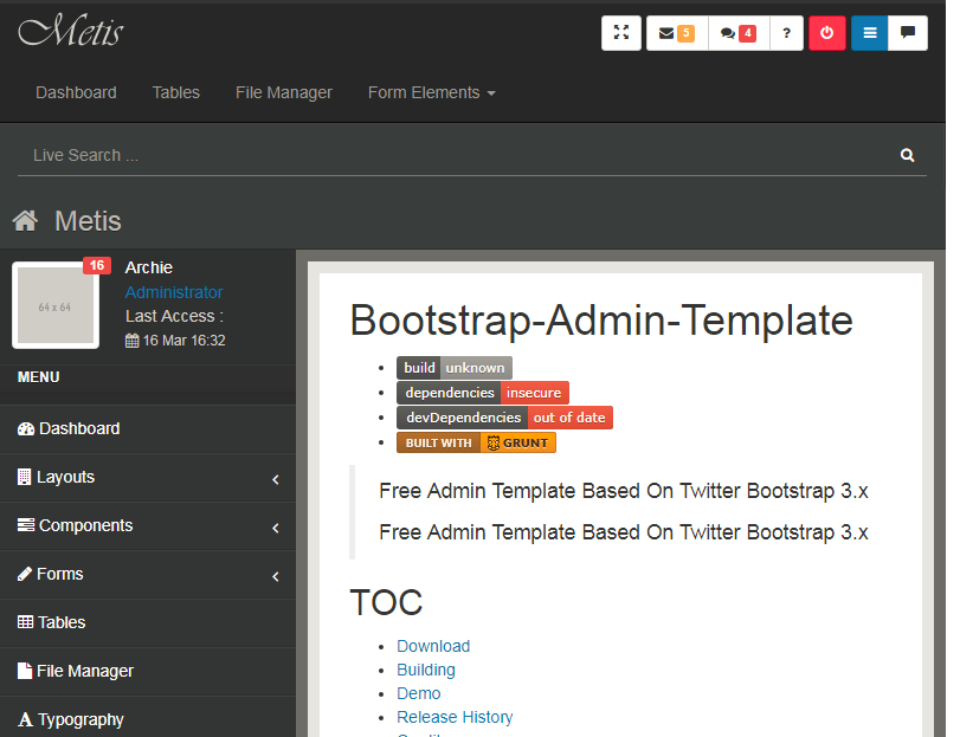 Metis
5
4
?
Dashboard Tables File Manager Form Elements
Live Search ...
Metis
64 x 64
16
Archie
Administrator
Last Access :
16 Mar 16:32
MENU
Dashboard
Layouts
Components
Forms
Tables
File Manager
Typography
Bootstrap-Admin-Template
build unknown
dependencies insecure
devDependencies out of date
BUILT WITH GRUNT
Free Admin Template Based On Twitter Bootstrap 3.x
Free Admin Template Based On Twitter Bootstrap 3.x
TOC
Download
Building
Demo
Release History